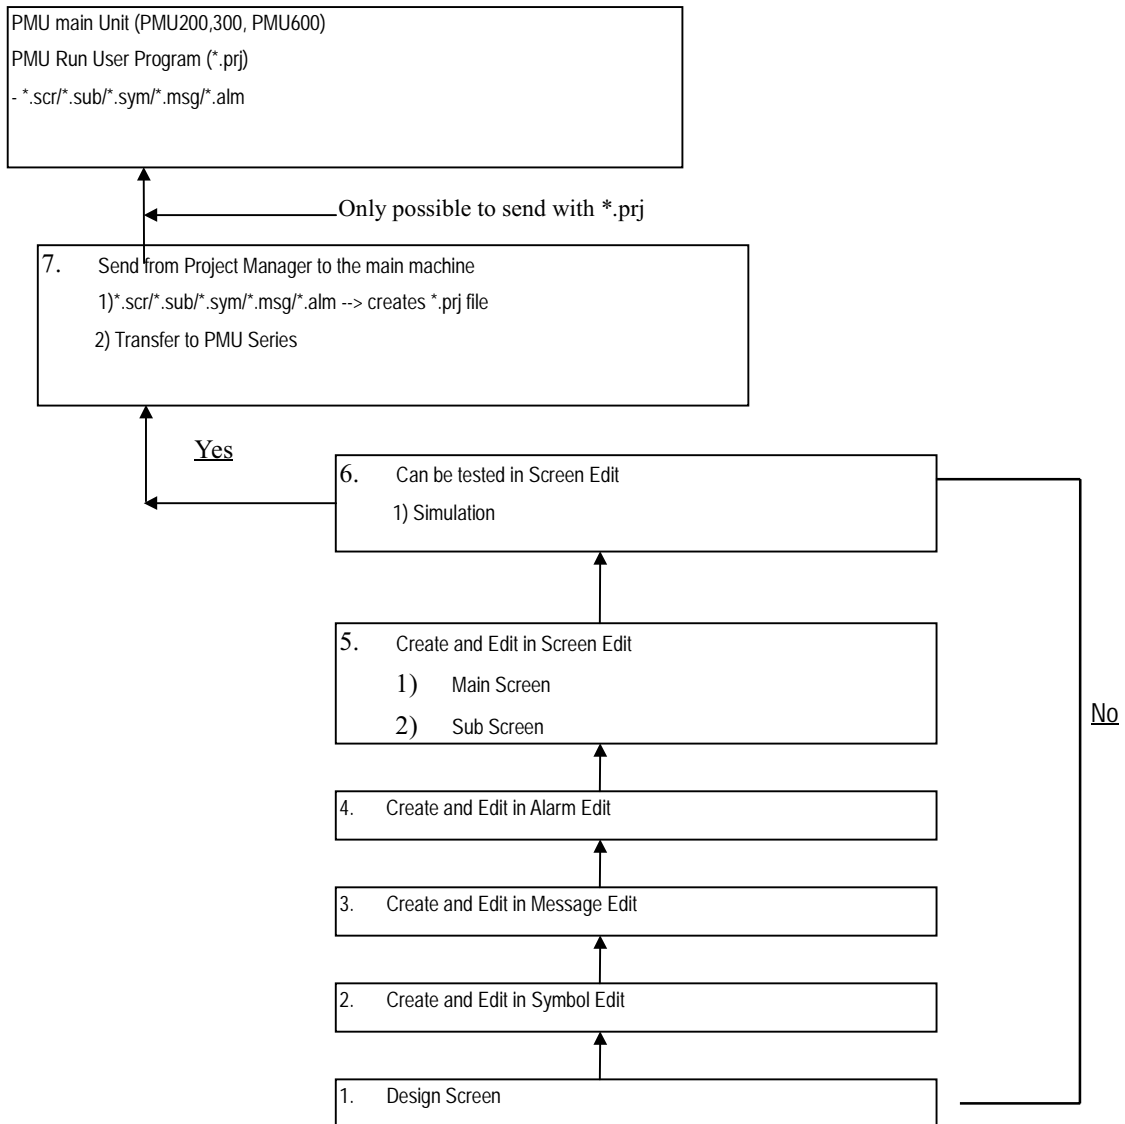 PMU main Unit (PMU200,300, PMU600)
PMU Run User Program (*.prj)
- *.scr/*.sub/*.sym/*.msg/*.alm
Only possible to send with *.prj
7. Send from Project Manager to the main machine
1)*.scr/*.sub/*.sym/*.msg/*.alm --> creates *.prj file
2) Transfer to PMU Series
Yes
6. Can be tested in Screen Edit
1) Simulation
5. Create and Edit in Screen Edit
1) Main Screen
2) Sub Screen
No
4. Create and Edit in Alarm Edit
3. Create and Edit in Message Edit
2. Create and Edit in Symbol Edit
1. Design Screen